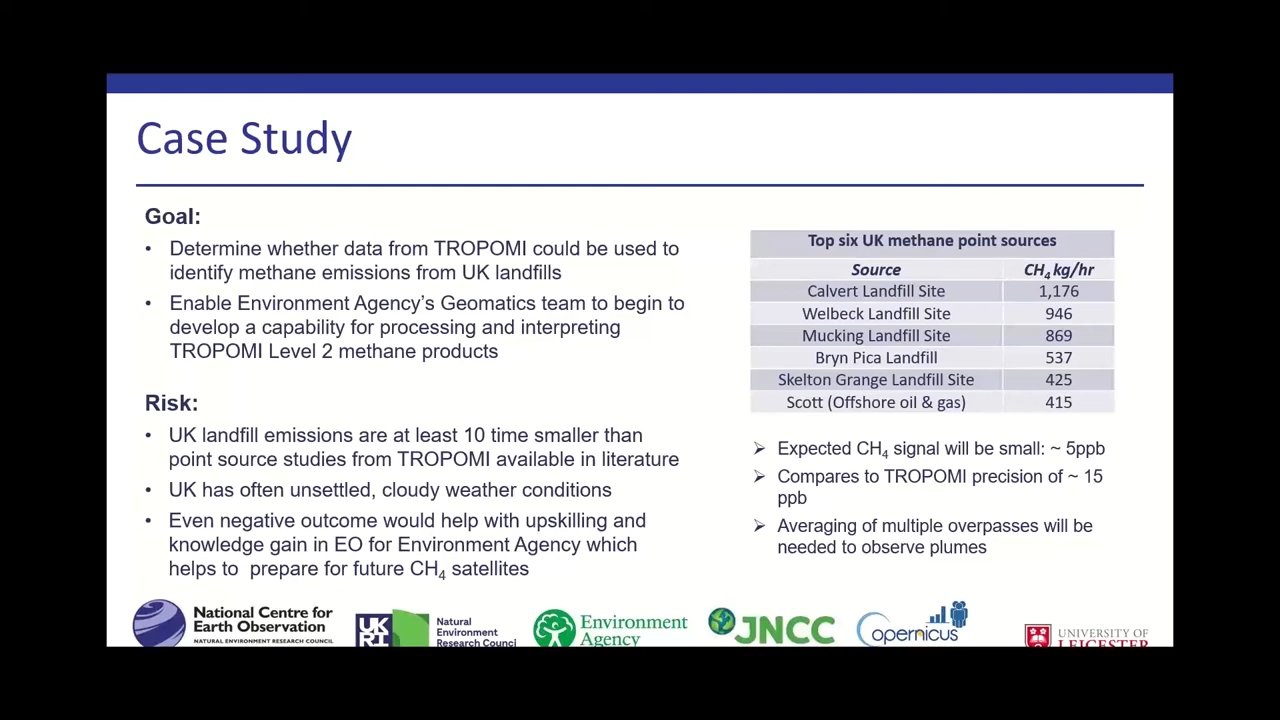 Case Study
Goal:
• Determine whether data from TROPOMI could be used to
identify methane emissions from UK landfills
• Enable Environment Agency's Geomatics team to begin to
develop a capability for processing and interpreting
TROPOMI Level 2 methane products
Risk:
• UK landfill emissions are at least 10 time smaller than
point source studies from TROPOMI available in literature
• UK has often unsettled, cloudy weather conditions
• Even negative outcome would help with upskilling and
knowledge gain in EO for Environment Agency which
helps to prepare for future CH4 satellites
Top six UK methane point sources
Source CH4 kg/hr
Calvert Landfill Site 1,176
Welbeck Landfill Site 946
Mucking Landfill Site 869
Bryn Pica Landfill 537
Skelton Grange Landfill Site 425
Scott (Offshore oil & gas) 415
➢ Expected CH4 signal will be small: ~ 5ppb
➢ Compares to TROPOMI precision of ~ 15
ppb
➢ Averaging of multiple overpasses will be
needed to observe plumes
National Centre for
Earth Observation
NATURAL ENVIRONMENT RESEARCH COUNCIL
UK
RI
Natural
Environment
Research Council
Environment
Agency
JNCC
opernicus
UNIVERSITY OF
LEICESTER